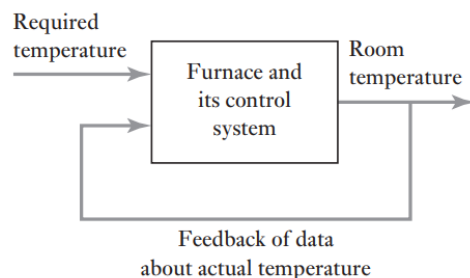 Required
temperature
Furnace and
its control
system
Room
temperature
Feedback of data
about actual temperature